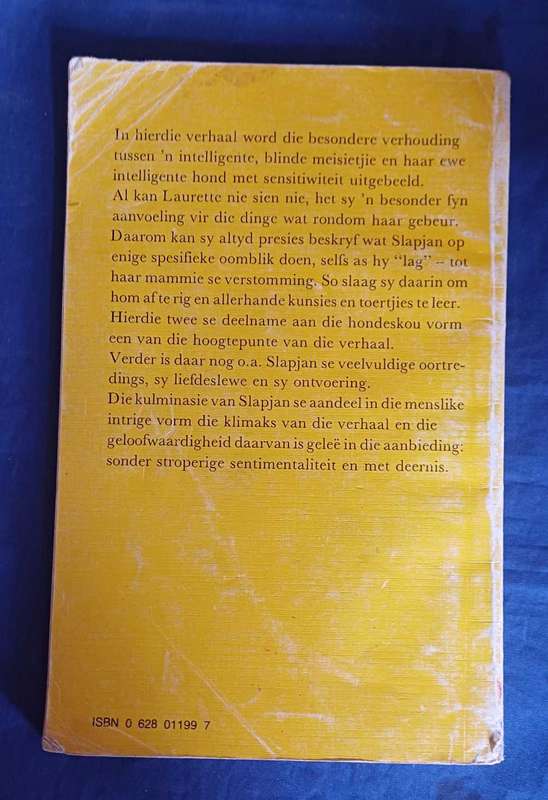 In hierdie verhaal word die besondere verhouding
tussen 'n intelligente, blinde meisietjie en haar ewe
intelligente hond met sensitiwiteit uitgebeeld.
Al kan Laurette nie sien nie, het sy 'n besonder fyn
aanvoeling vir die dinge wat rondom haar gebeur.
Daarom kan sy altyd presies beskryf wat Slapjan op
enige spesifieke oomblik doen, selfs as hy “lag” – tot
haar mammie se verstomming. So slaag sy daarin om
hom af te rig en allerhande kunsies en toertjies te leer.
Hierdie twee se deelname aan die hondeskou vorm
een van die hoogtepunte van die verhaal.
Verder is daar nog o.a. Slapjan se veelvuldige oortre-
dings, sy liefdeslewe en sy ontvoering.
Die kulminasie van Slapjan se aandeel in die menslike
intrige vorm die klimaks van die verhaal en die
geloofwaardigheid daarvan is geleë in die aanbieding:
sonder stroperige sentimentaliteit en met deernis.
ISBN 0 628 01199 7